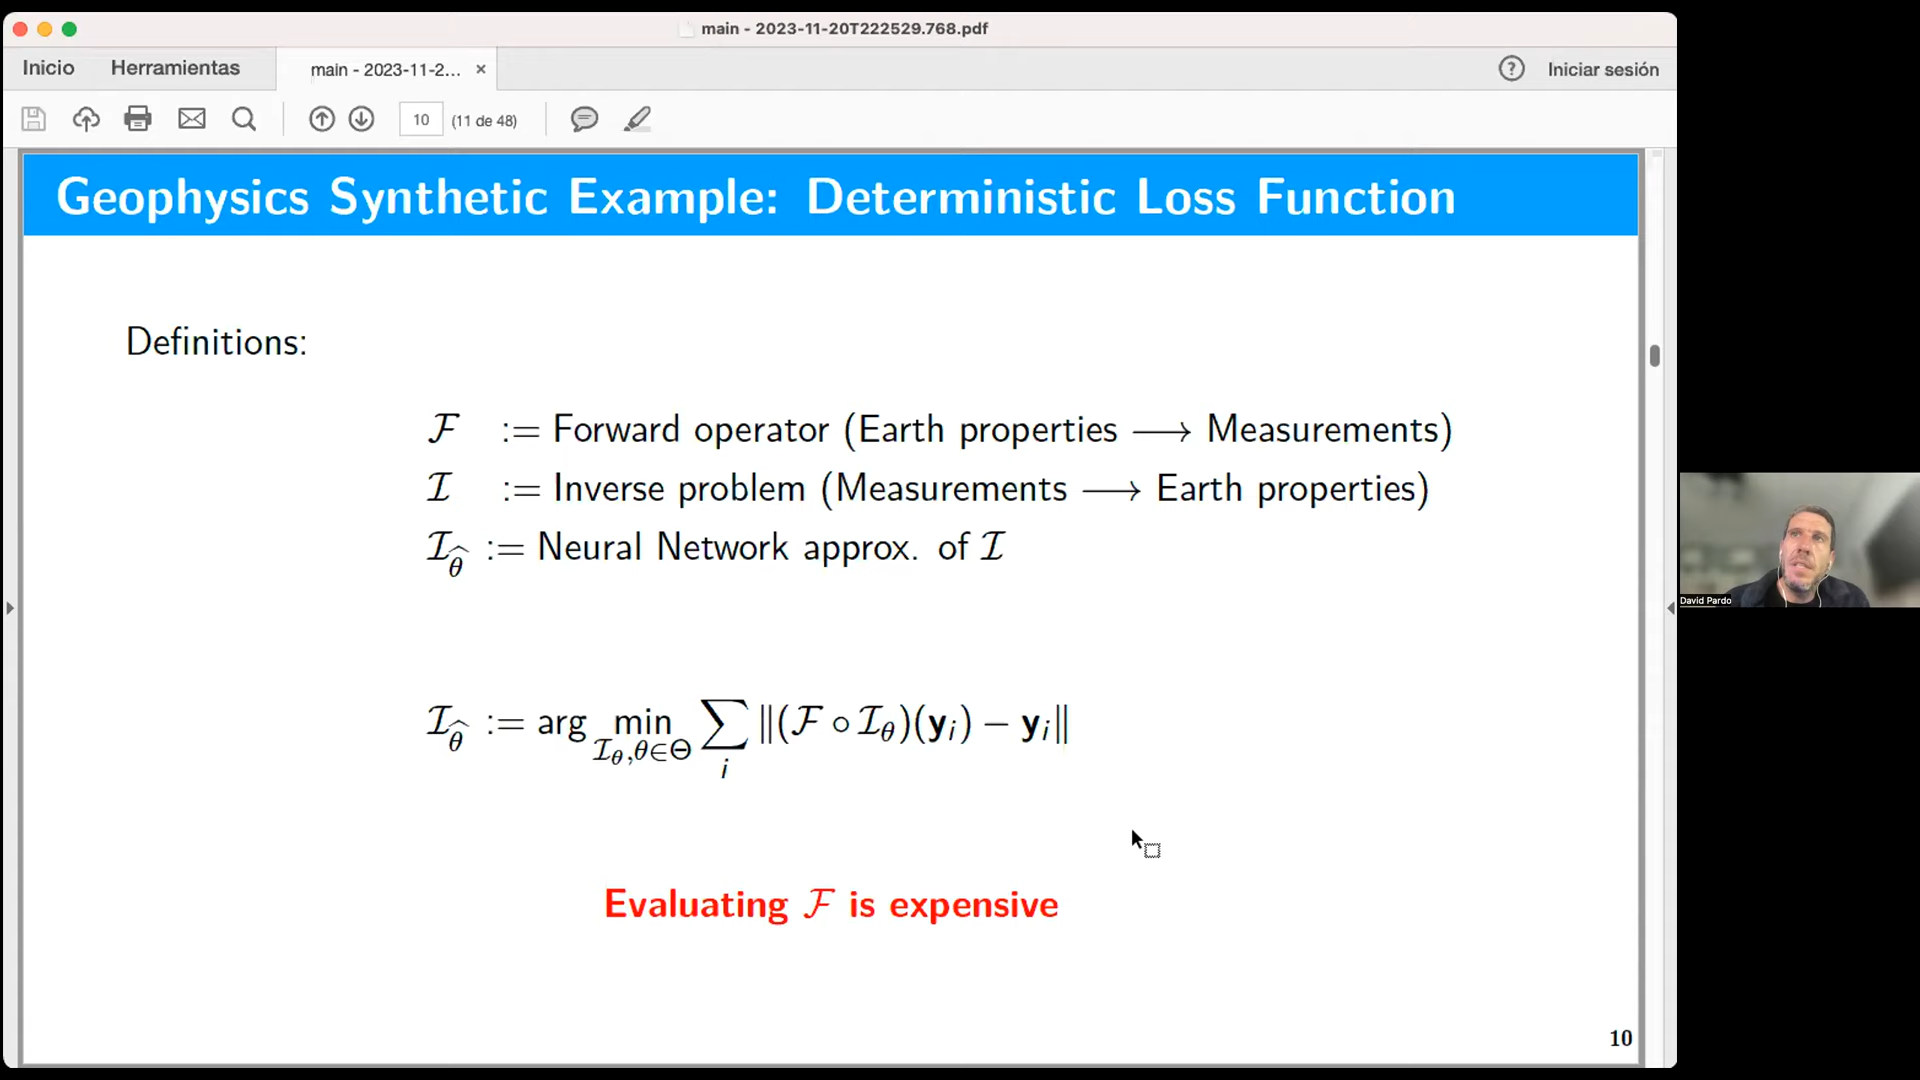 main - 2023-11-20T222529.768.pdf
Inicio Herramientas main - 2023-11-2... × ? Iniciar sesión
10 (11 de 48)
Geophysics Synthetic Example: Deterministic Loss Function
Definitions:
ℱ := Forward operator (Earth properties ⟶ Measurements)
ℐ := Inverse problem (Measurements ⟶ Earth properties)
ℐ_θ̂ := Neural Network approx. of ℐ
ℐ_θ̂ := arg min_{ℐ_θ, θ∈Θ} ∑_i ‖(ℱ ∘ ℐ_θ)(𝐲_i) − 𝐲_i‖
Evaluating ℱ is expensive
10
David Pardo